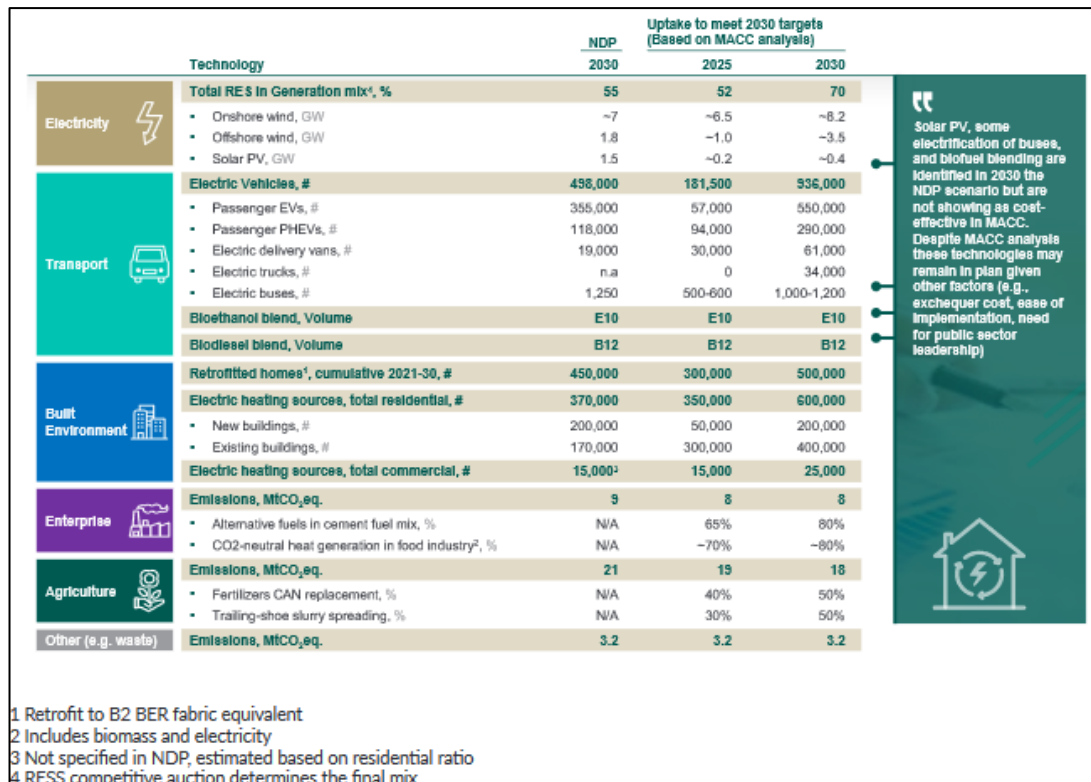 Uptake to meet 2030 targets
NDP (Based on MACC analysis)
Technology 2030 2025 2030
Electricity
Total RES in Generation mix⁴, % 55 52 70
• Onshore wind, GW ~7 ~6.5 ~8.2
• Offshore wind, GW 1.8 ~1.0 ~3.5
• Solar PV, GW 1.5 ~0.2 ~0.4
Transport
Electric Vehicles, # 498,000 181,500 936,000
• Passenger EVs, # 355,000 57,000 550,000
• Passenger PHEVs, # 118,000 94,000 290,000
• Electric delivery vans, # 19,000 30,000 61,000
• Electric trucks, # n.a 0 34,000
• Electric buses, # 1,250 500-600 1,000-1,200
Bioethanol blend, Volume E10 E10 E10
Biodiesel blend, Volume B12 B12 B12
Built
Environment
Retrofitted homes¹, cumulative 2021-30, # 450,000 300,000 500,000
Electric heating sources, total residential, # 370,000 350,000 600,000
• New buildings, # 200,000 50,000 200,000
• Existing buildings, # 170,000 300,000 400,000
Electric heating sources, total commercial, # 15,000³ 15,000 25,000
Enterprise
Emissions, MtCO₂eq. 9 8 8
• Alternative fuels in cement fuel mix, % N/A 65% 80%
• CO2-neutral heat generation in food industry², % N/A ~70% ~80%
Agriculture
Emissions, MtCO₂eq. 21 19 18
• Fertilizers CAN replacement, % N/A 40% 50%
• Trailing-shoe slurry spreading, % N/A 30% 50%
Other (e.g. waste)
Emissions, MtCO₂eq. 3.2 3.2 3.2
Solar PV, some
electrification of buses,
and biofuel blending are
identified in 2030 the
NDP scenario but are
not showing as cost-
effective in MACC.
Despite MACC analysis
these technologies may
remain in plan given
other factors (e.g.,
exchequer cost, ease of
implementation, need
for public sector
leadership)
1 Retrofit to B2 BER fabric equivalent
2 Includes biomass and electricity
3 Not specified in NDP, estimated based on residential ratio
4 RESS competitive auction determines the final mix